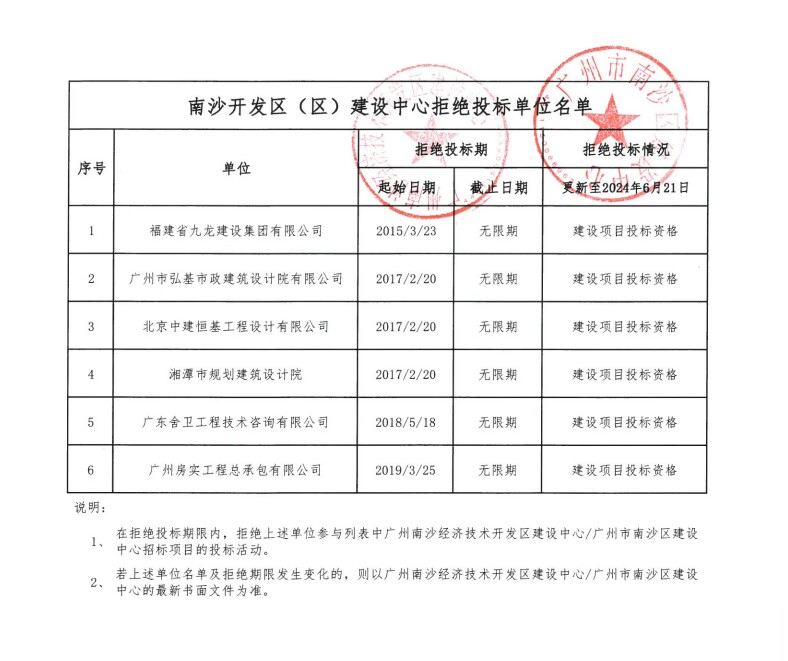 南沙开发区（区）建设中心拒绝投标单位名单
序号 单位 拒绝投标期 拒绝投标情况
起始日期 截止日期 更新至2024年6月21日
1 福建省九龙建设集团有限公司 2015/3/23 无限期 建设项目投标资格
2 广州市弘基市政建筑设计院有限公司 2017/2/20 无限期 建设项目投标资格
3 北京中建恒基工程设计有限公司 2017/2/20 无限期 建设项目投标资格
4 湘潭市规划建筑设计院 2017/2/20 无限期 建设项目投标资格
5 广东舍卫工程技术咨询有限公司 2018/5/18 无限期 建设项目投标资格
6 广州房实工程总承包有限公司 2019/3/25 无限期 建设项目投标资格
说明：
1、 在拒绝投标期限内，拒绝上述单位参与列表中广州南沙经济技术开发区建设中心/广州市南沙区建设
中心招标项目的投标活动。
2、 若上述单位名单及拒绝期限发生变化的，则以广州南沙经济技术开发区建设中心/广州市南沙区建设
中心的最新书面文件为准。
广州市南沙区建设中心